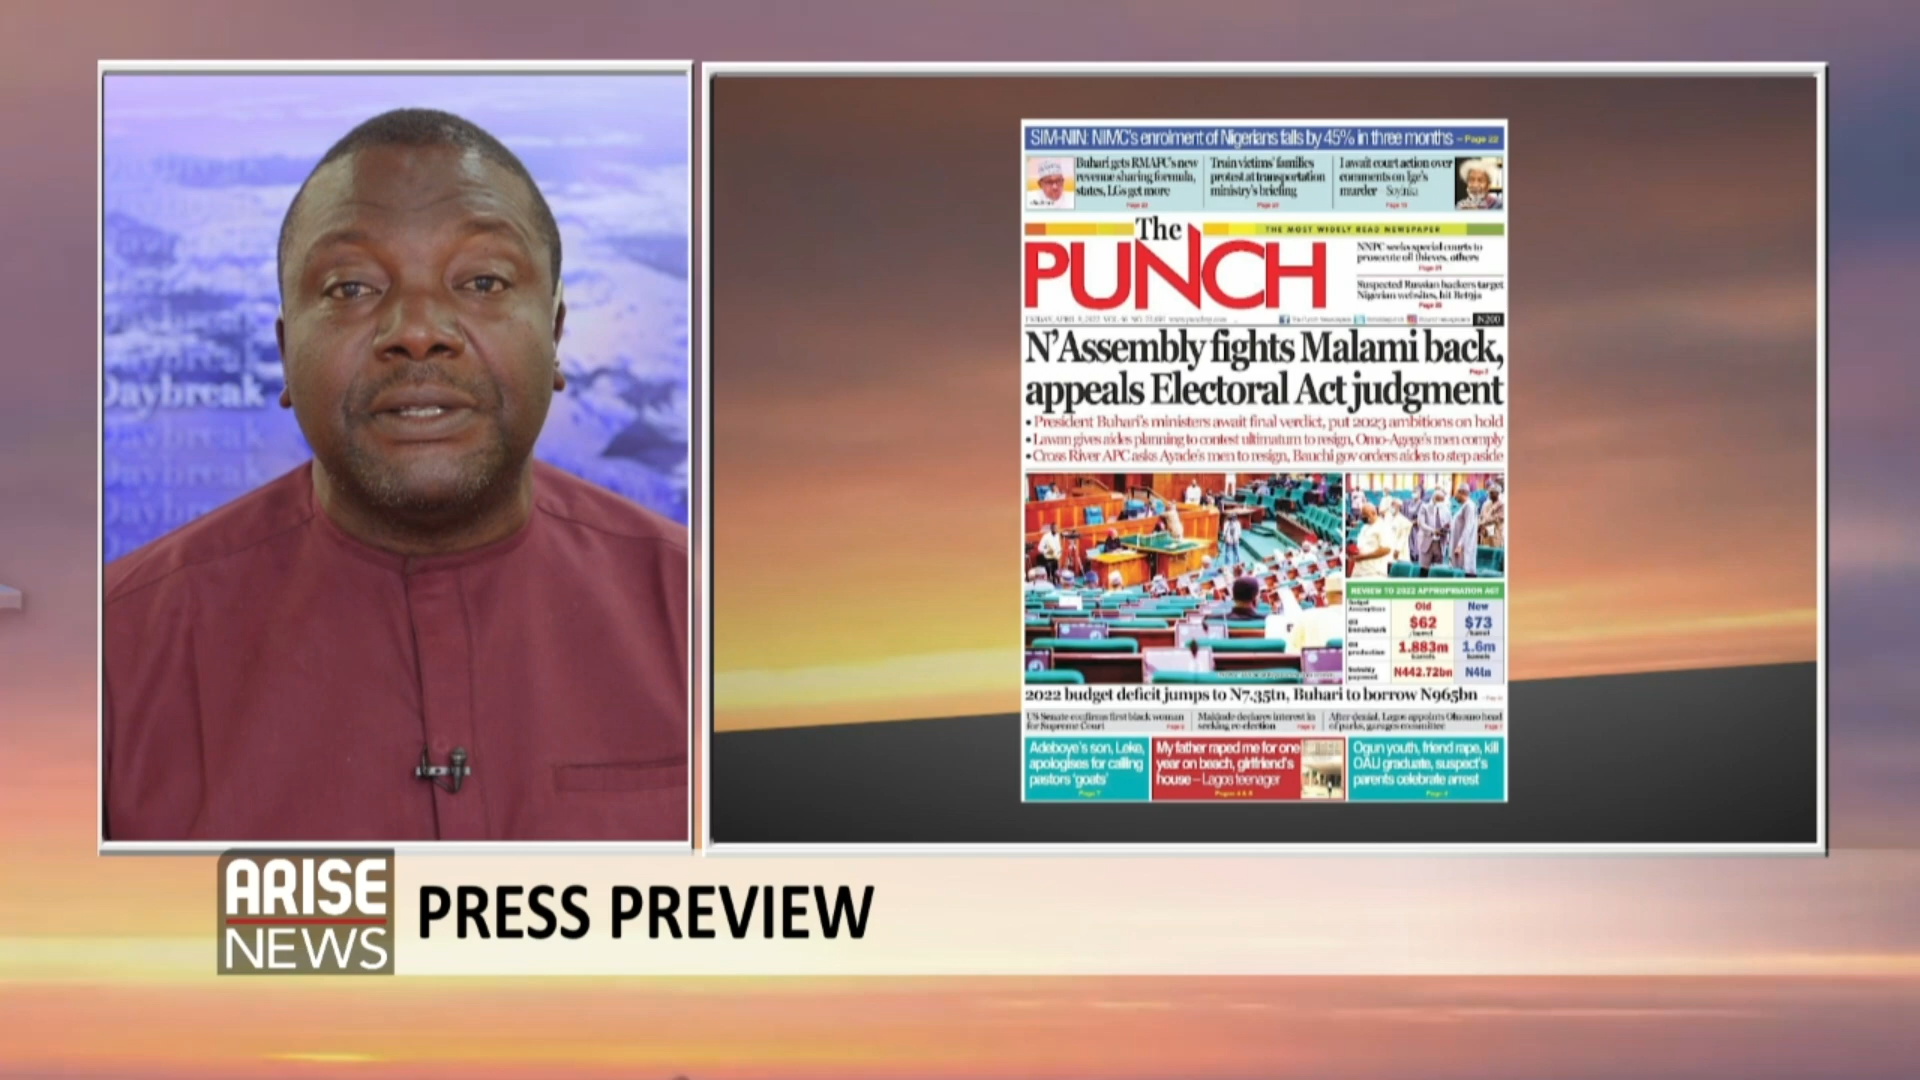 Daybreak
SIM-NIN: NIMC's enrolment of Nigerians falls by 45% in three months – Page 22
Buhari gets RMAFC's new
revenue sharing formula,
states, LGs get more
Train victims' families
protest at transportation
ministry's briefing
I await court action over
comments on Ige's
murder – Soyinka
The
PUNCH
THE MOST WIDELY READ NEWSPAPER
NNPC seeks special courts to
prosecute oil thieves, others
Suspected Russian hackers target
Nigerian websites, hit Bet9ja
N200
N'Assembly fights Malami back,
appeals Electoral Act judgment
• President Buhari's ministers await final verdict, put 2023 ambitions on hold
• Lawan gives aides planning to contest ultimatum to resign, Omo-Agege's men comply
• Cross River APC asks Ayade's men to resign, Bauchi gov orders aides to step aside
REVIEW TO 2022 APPROPRIATION ACT
Old New
$62 $73
1.883m 1.6m
N442.72bn N4tn
2022 budget deficit jumps to N7.35tn, Buhari to borrow N965bn
US Senate confirms first black woman
for Supreme Court
Makinde declares interest in
seeking re-election
After denial, Lagos appoints Oluomo head
of parks, garages committee
Adeboye's son, Leke,
apologises for calling
pastors 'goats'
My father raped me for one
year on beach, girlfriend's
house – Lagos teenager
Ogun youth, friend rape, kill
OAU graduate, suspect's
parents celebrate arrest
ARISE
NEWS
PRESS PREVIEW